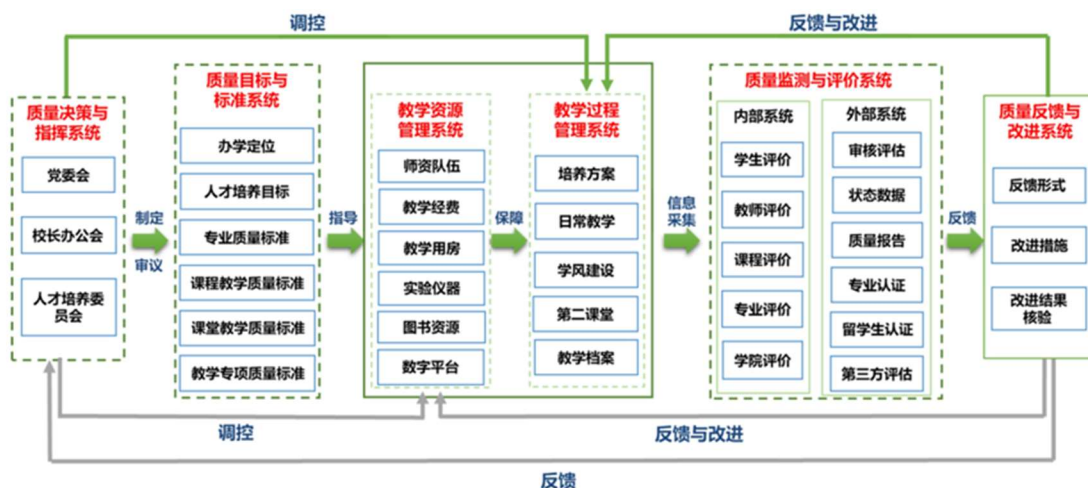 调控
反馈与改进
质量决策与
指挥系统
党委会
校长办公会
人才培养委
员会
制定
审议
质量目标与
标准系统
办学定位
人才培养目标
专业质量标准
课程教学质量标准
课堂教学质量标准
教学专项质量标准
指导
教学资源
管理系统
师资队伍
教学经费
教学用房
实验仪器
图书资源
数字平台
保障
教学过程
管理系统
培养方案
日常教学
学风建设
第二课堂
教学档案
信息
采集
质量监测与评价系统
内部系统
学生评价
教师评价
课程评价
专业评价
学院评价
外部系统
审核评估
状态数据
质量报告
专业认证
留学生认证
第三方评估
反馈
质量反馈与
改进系统
反馈形式
改进措施
改进结果
核验
调控
反馈与改进
反馈